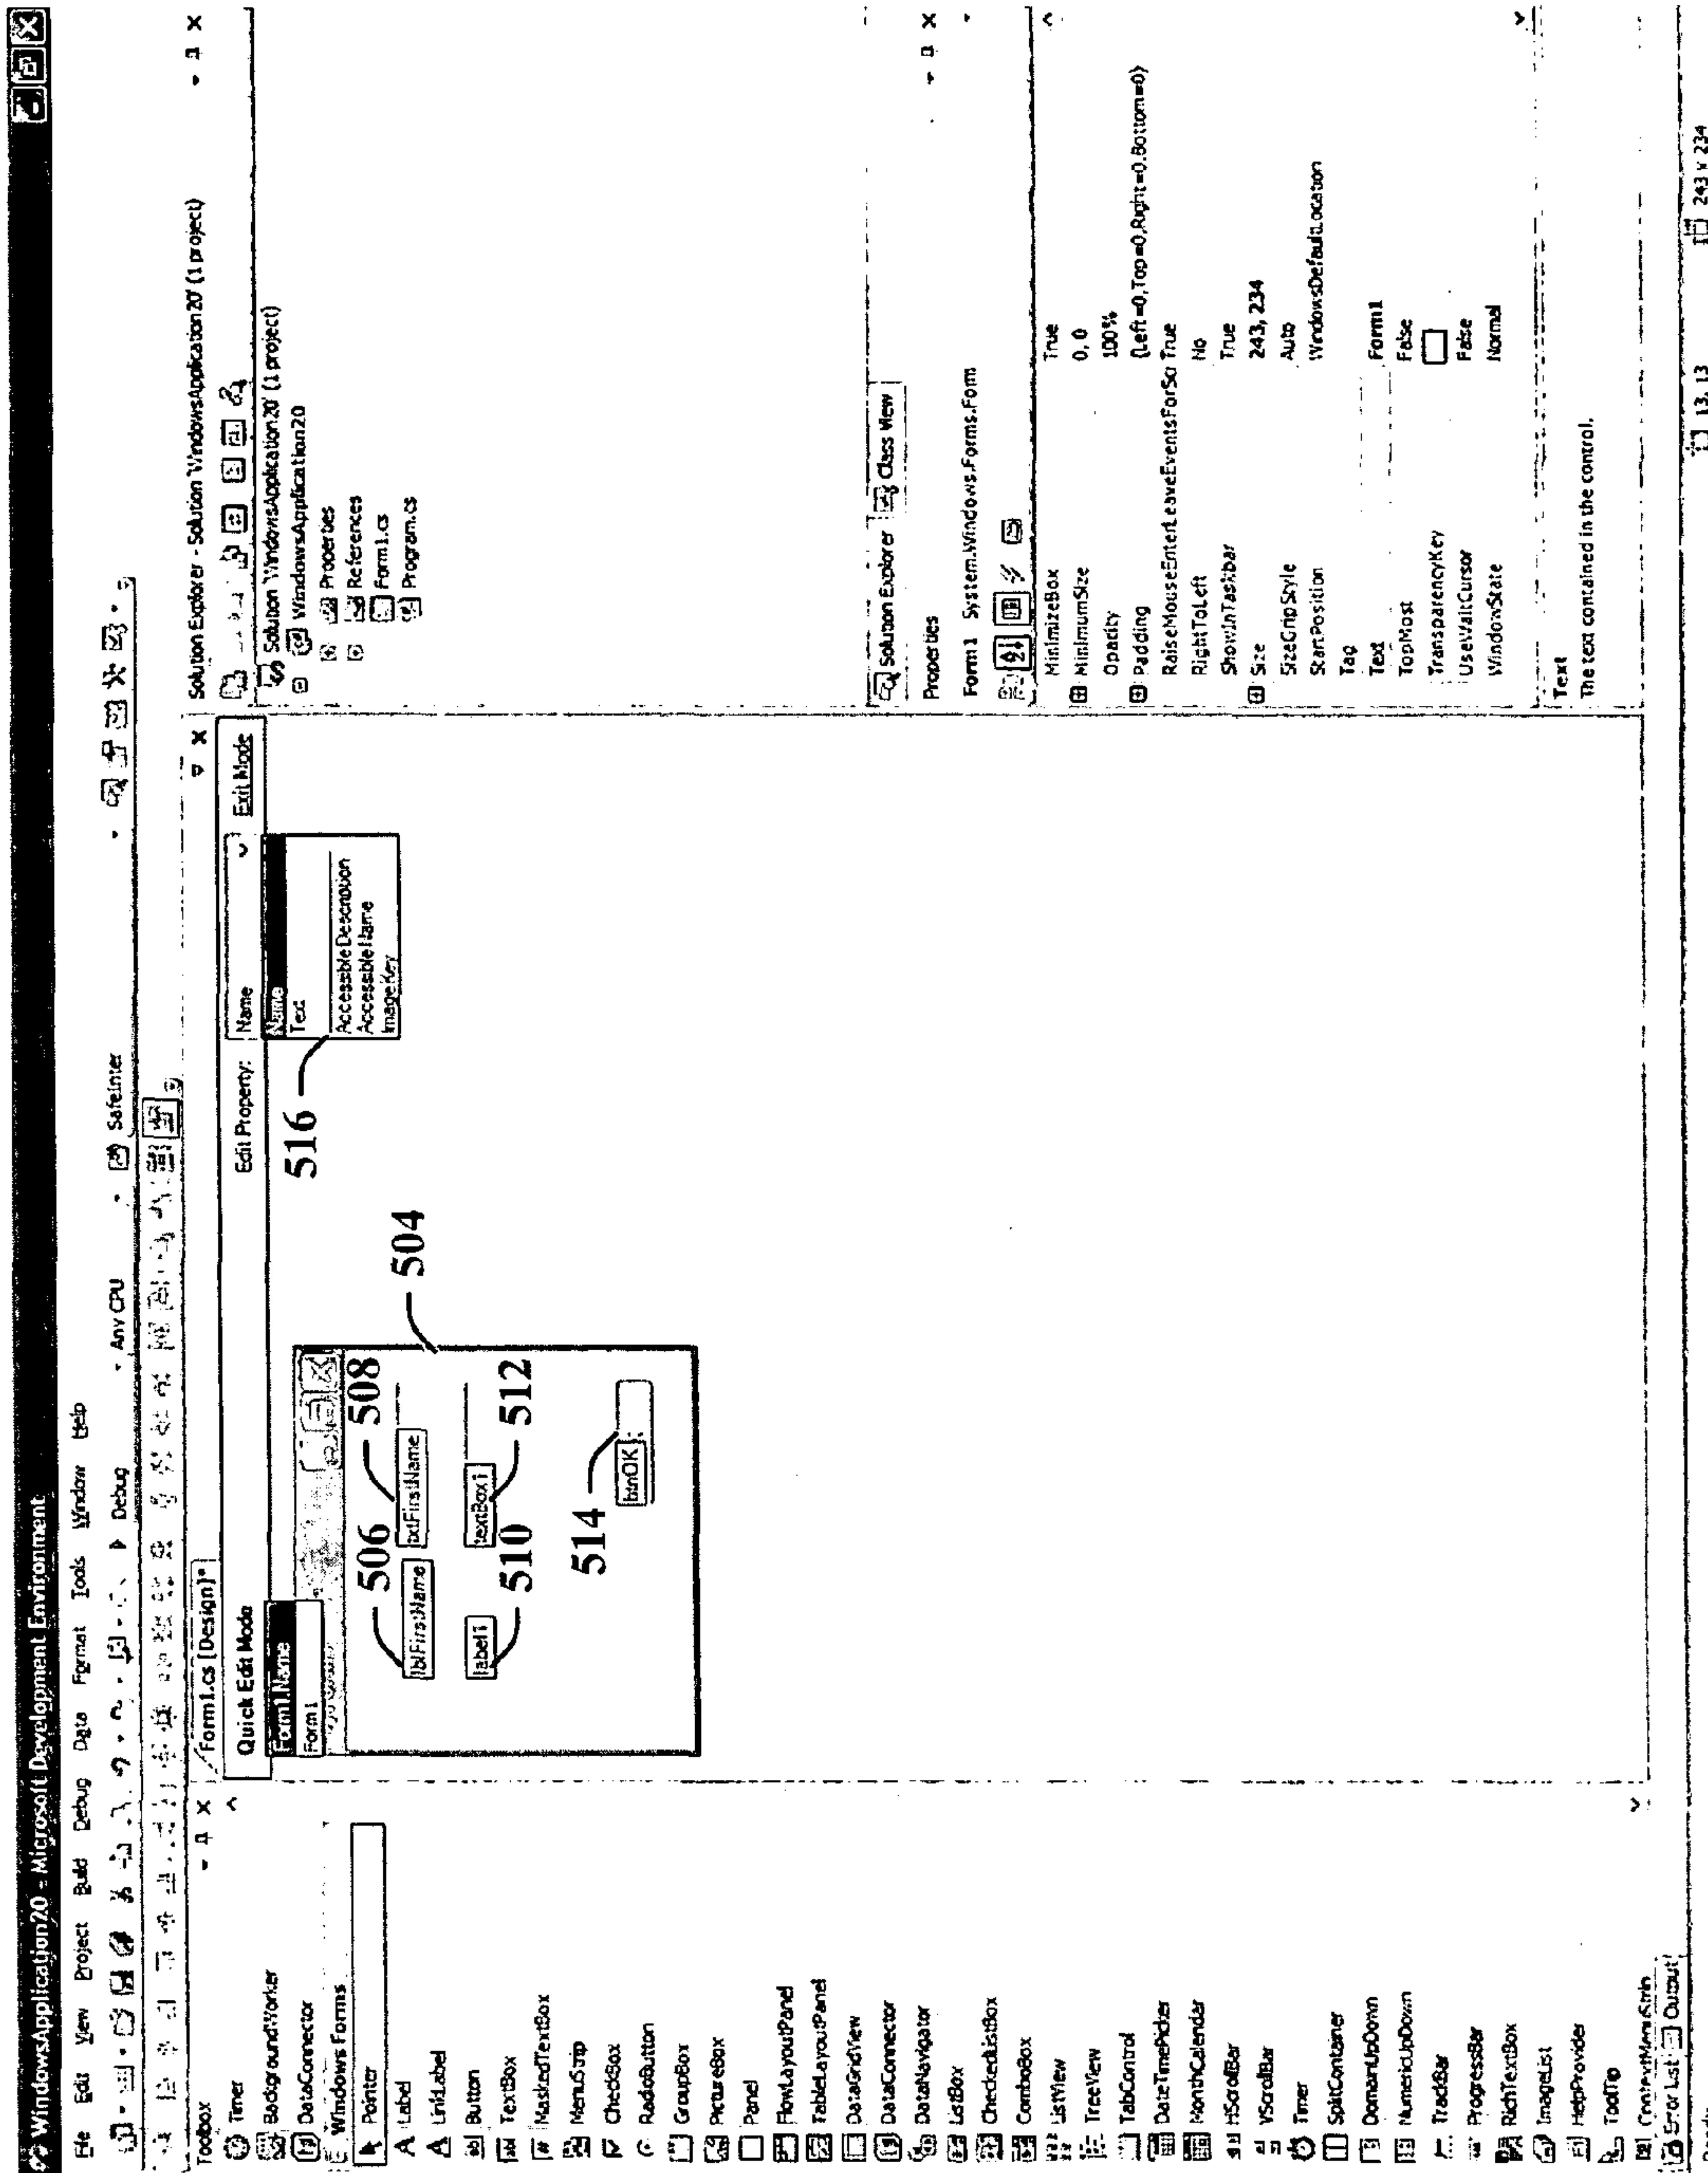 WindowsApplication20 - Microsoft Development Environment
File Edit View Project Build Debug Data Format Tools Window Help
Debug Any CPU SafeInter
Toolbox
Timer
BackgroundWorker
DataConnector
Windows Forms
Pointer
Label
LinkLabel
Button
TextBox
MaskedTextBox
MenuStrip
CheckBox
RadioButton
GroupBox
PictureBox
Panel
FlowLayoutPanel
TableLayoutPanel
DataGridView
DataConnector
DataNavigator
ListBox
CheckedListBox
ComboBox
ListView
TreeView
TabControl
DateTimePicker
MonthCalendar
HScrollBar
VScrollBar
Timer
SplitContainer
DomainUpDown
NumericUpDown
TrackBar
ProgressBar
RichTextBox
ImageList
HelpProvider
ToolTip
ContextMenuStrip
Error List Output
Ready
Form1.cs [Design]*
Quick Edit Mode Edit Property: Name Exit Mode
Form1.Name
Form1
Name
Text
AccessibleDescription
AccessibleName
ImageKey
516
504
506 508
lblFirstName txtFirstName
label1 textBox1
510 512
514
btnOK
Solution Explorer - Solution 'WindowsApplication20' (1 project)
Solution 'WindowsApplication20' (1 project)
WindowsApplication20
Properties
References
Form1.cs
Program.cs
Solution Explorer Class View
Properties
Form1 System.Windows.Forms.Form
MinimizeBox True
MinimumSize 0, 0
Opacity 100%
Padding {Left=0,Top=0,Right=0,Bottom=0}
RaiseMouseEnterLeaveEventsForScr True
RightToLeft No
ShowInTaskbar True
Size 243, 234
SizeGripStyle Auto
StartPosition WindowsDefaultLocation
Tag
Text Form1
TopMost False
TransparencyKey
UseWaitCursor False
WindowState Normal
Text
The text contained in the control.
13, 13 243 x 234